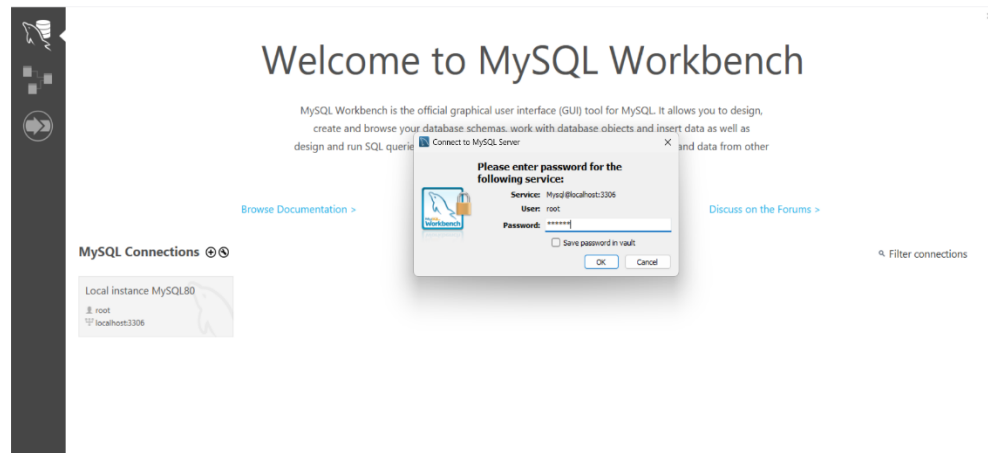 Welcome to MySQL Workbench
MySQL Workbench is the official graphical user interface (GUI) tool for MySQL. It allows you to design,
create and browse your database schemas, work with database objects and insert data as well as
design and run SQL querie
and data from other
Connect to MySQL Server
Please enter password for the
following service:
Service: Mysql@localhost:3306
User: root
Password: ******
Save password in vault
OK Cancel
Workbench
Browse Documentation >
Discuss on the Forums >
MySQL Connections
Filter connections
Local instance MySQL80
root
localhost:3306